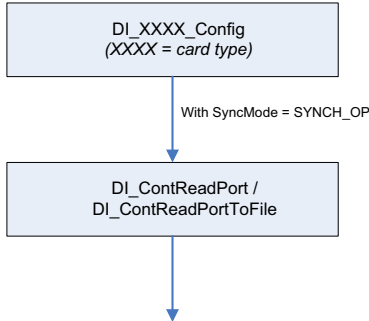 DI_XXXX_Config
(XXXX = card type)
With SyncMode = SYNCH_OP
DI_ContReadPort /
DI_ContReadPortToFile